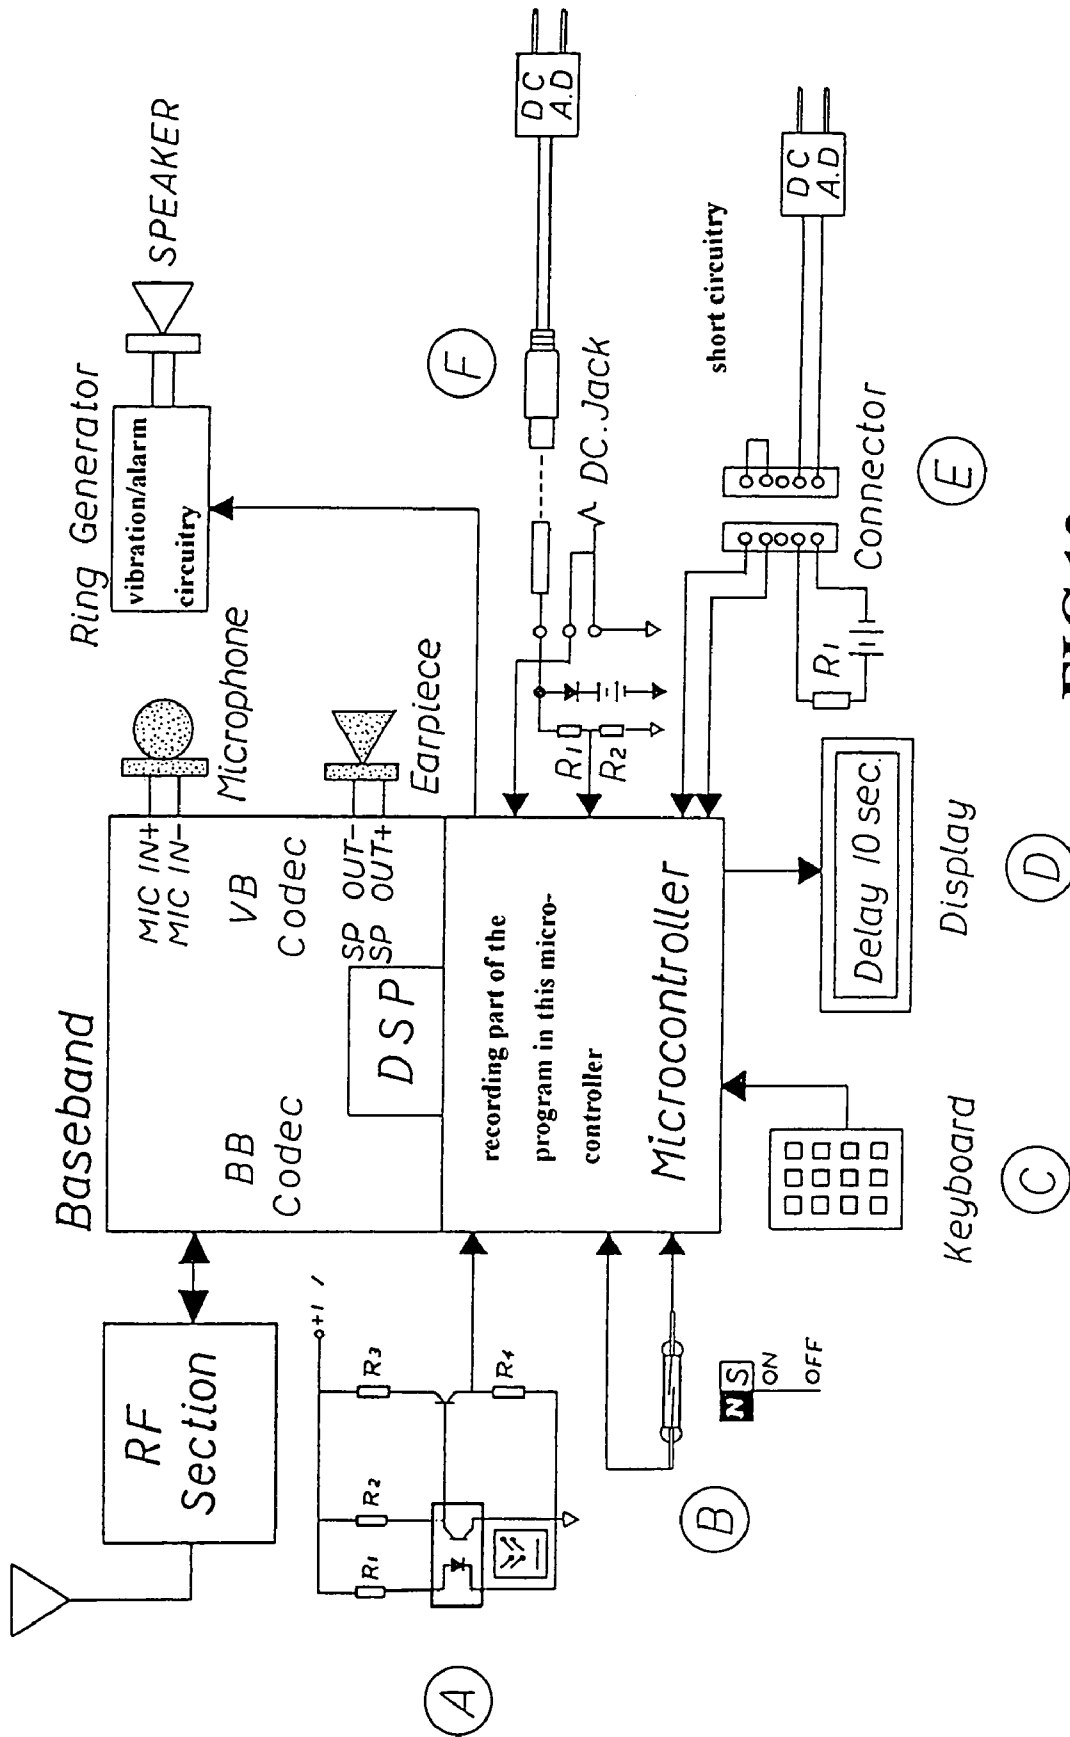 Baseband
RF
Section
BB
Codec
VB
Codec
MIC IN+
MIC IN-
Microphone
SP OUT-
SP OUT+
Earpiece
DSP
recording part of the
program in this micro-
controller
Microcontroller
Ring Generator
vibration/alarm
circuitry
SPEAKER
R1
R2
R3
R4
A
N S
ON
OFF
B
Keyboard
C
Delay 10 sec.
Display
D
R1
R2
DC.Jack
DC
A.D
F
R1
Connector
short circuitry
DC
A.D
E